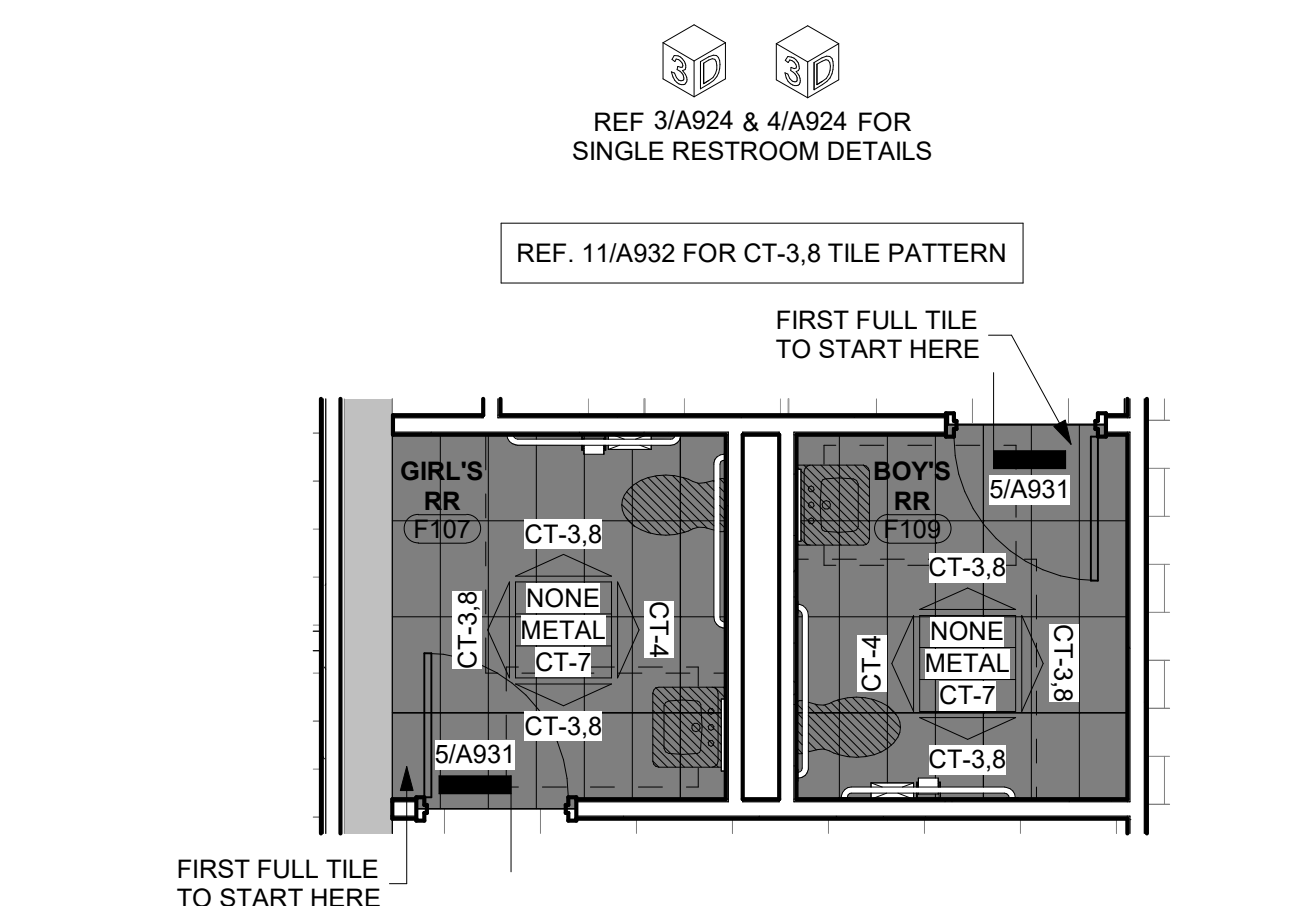 3D 3D
REF 3/A924 & 4/A924 FOR
SINGLE RESTROOM DETAILS
REF. 11/A932 FOR CT-3,8 TILE PATTERN
FIRST FULL TILE
TO START HERE
GIRL'S
RR
F107
CT-3,8
CT-3,8
NONE
METAL
CT-7
CT-4
CT-3,8
5/A931
BOY'S
RR
F109
5/A931
CT-3,8
CT-4
NONE
METAL
CT-7
CT-3,8
CT-3,8
FIRST FULL TILE
TO START HERE